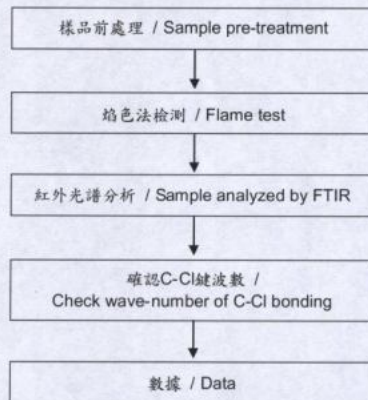 樣品前處理 / Sample pre-treatment
焰色法檢測 / Flame test
紅外光譜分析 / Sample analyzed by FTIR
確認C-Cl鍵波數 /
Check wave-number of C-Cl bonding
數據 / Data